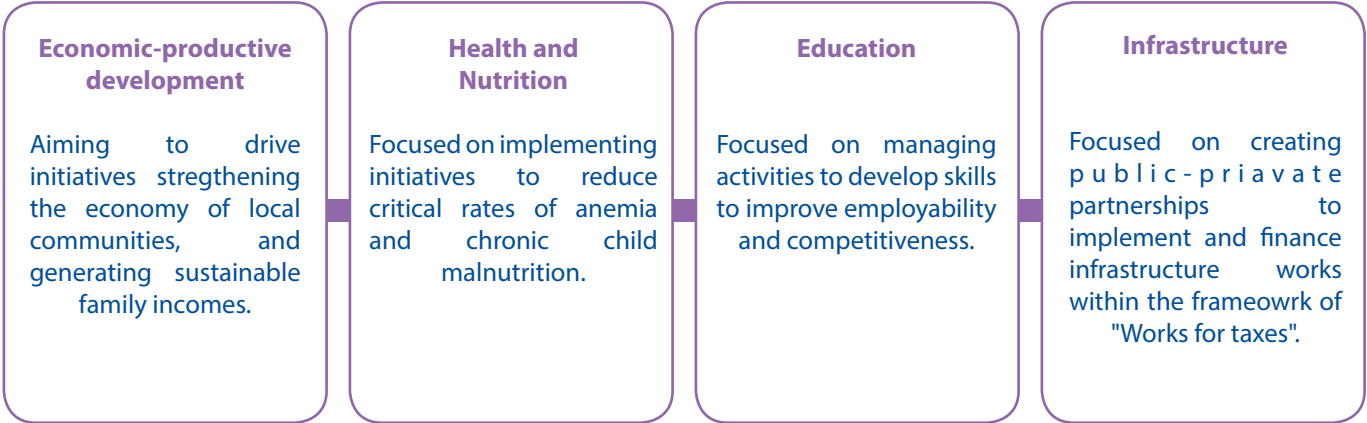 Economic-productive
development
Aiming to drive
initiatives stregthening
the economy of local
communities, and
generating sustainable
family incomes.
Health and
Nutrition
Focused on implementing
initiatives to reduce
critical rates of anemia
and chronic child
malnutrition.
Education
Focused on managing
activities to develop skills
to improve employability
and competitiveness.
Infrastructure
Focused on creating
public-priavate
partnerships to
implement and finance
infrastructure works
within the frameowrk of
"Works for taxes".